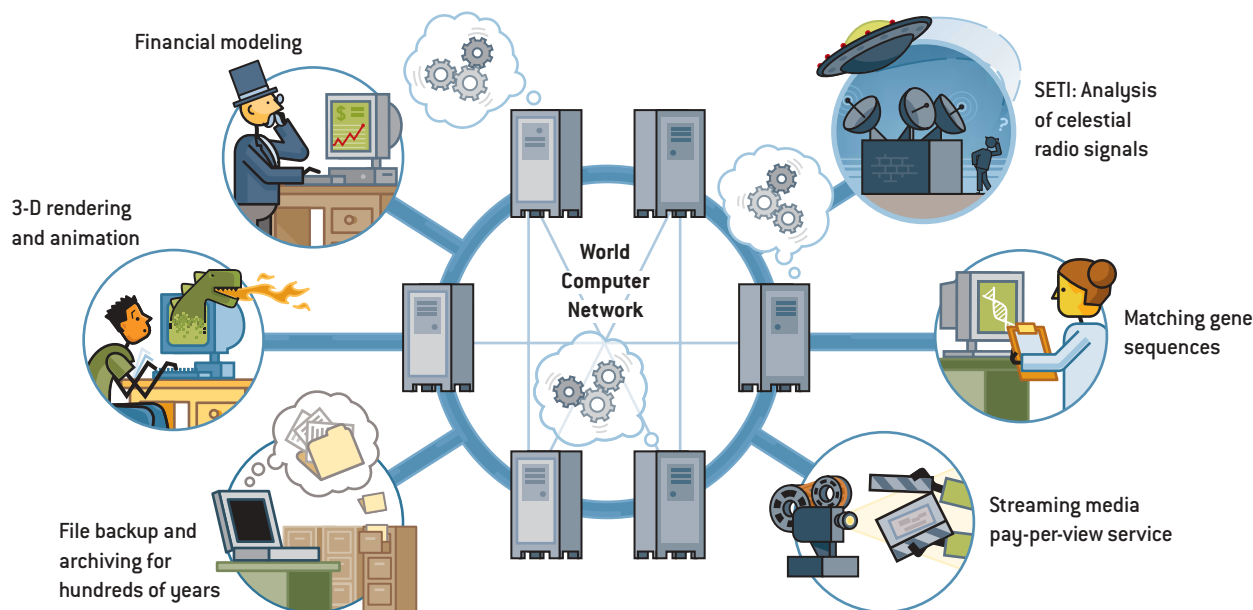 Financial modeling
SETI: Analysis
of celestial
radio signals
3-D rendering
and animation
World
Computer
Network
Matching gene
sequences
File backup and
archiving for
hundreds of years
Streaming media
pay-per-view service
$
?